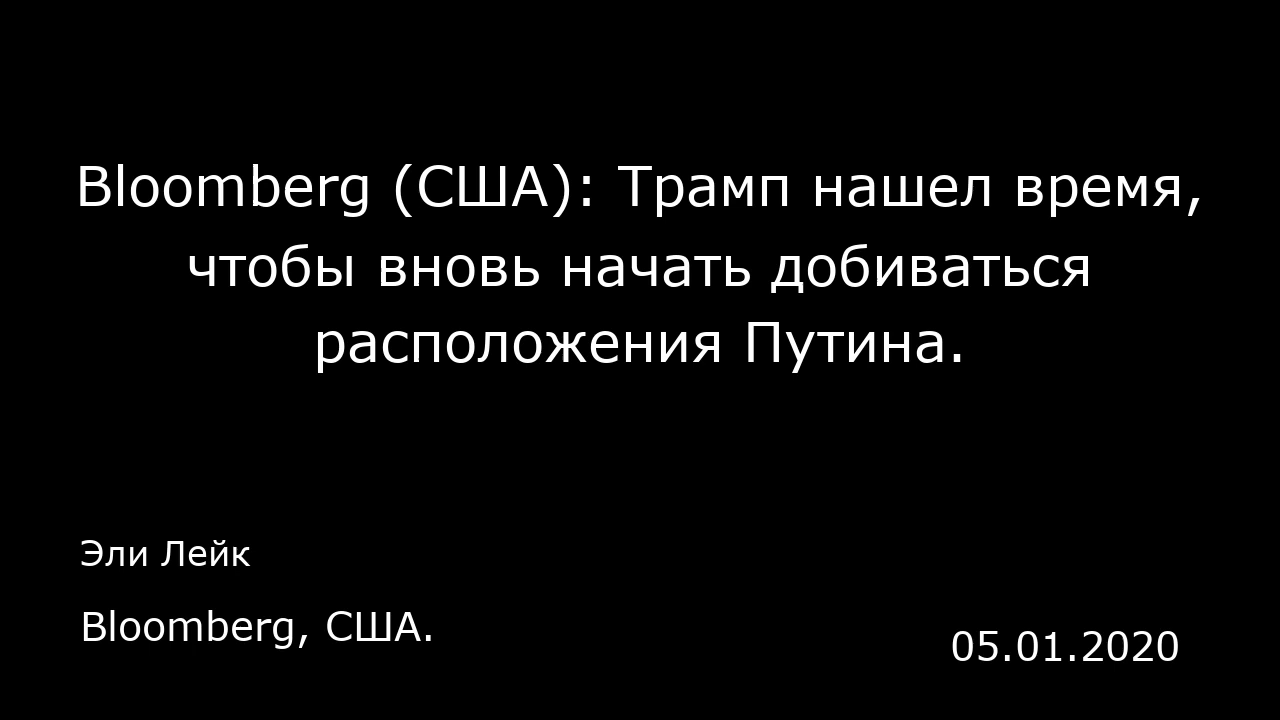 Bloomberg (США): Трамп нашел время,
чтобы вновь начать добиваться
расположения Путина.
Эли Лейк
Bloomberg, США.
05.01.2020